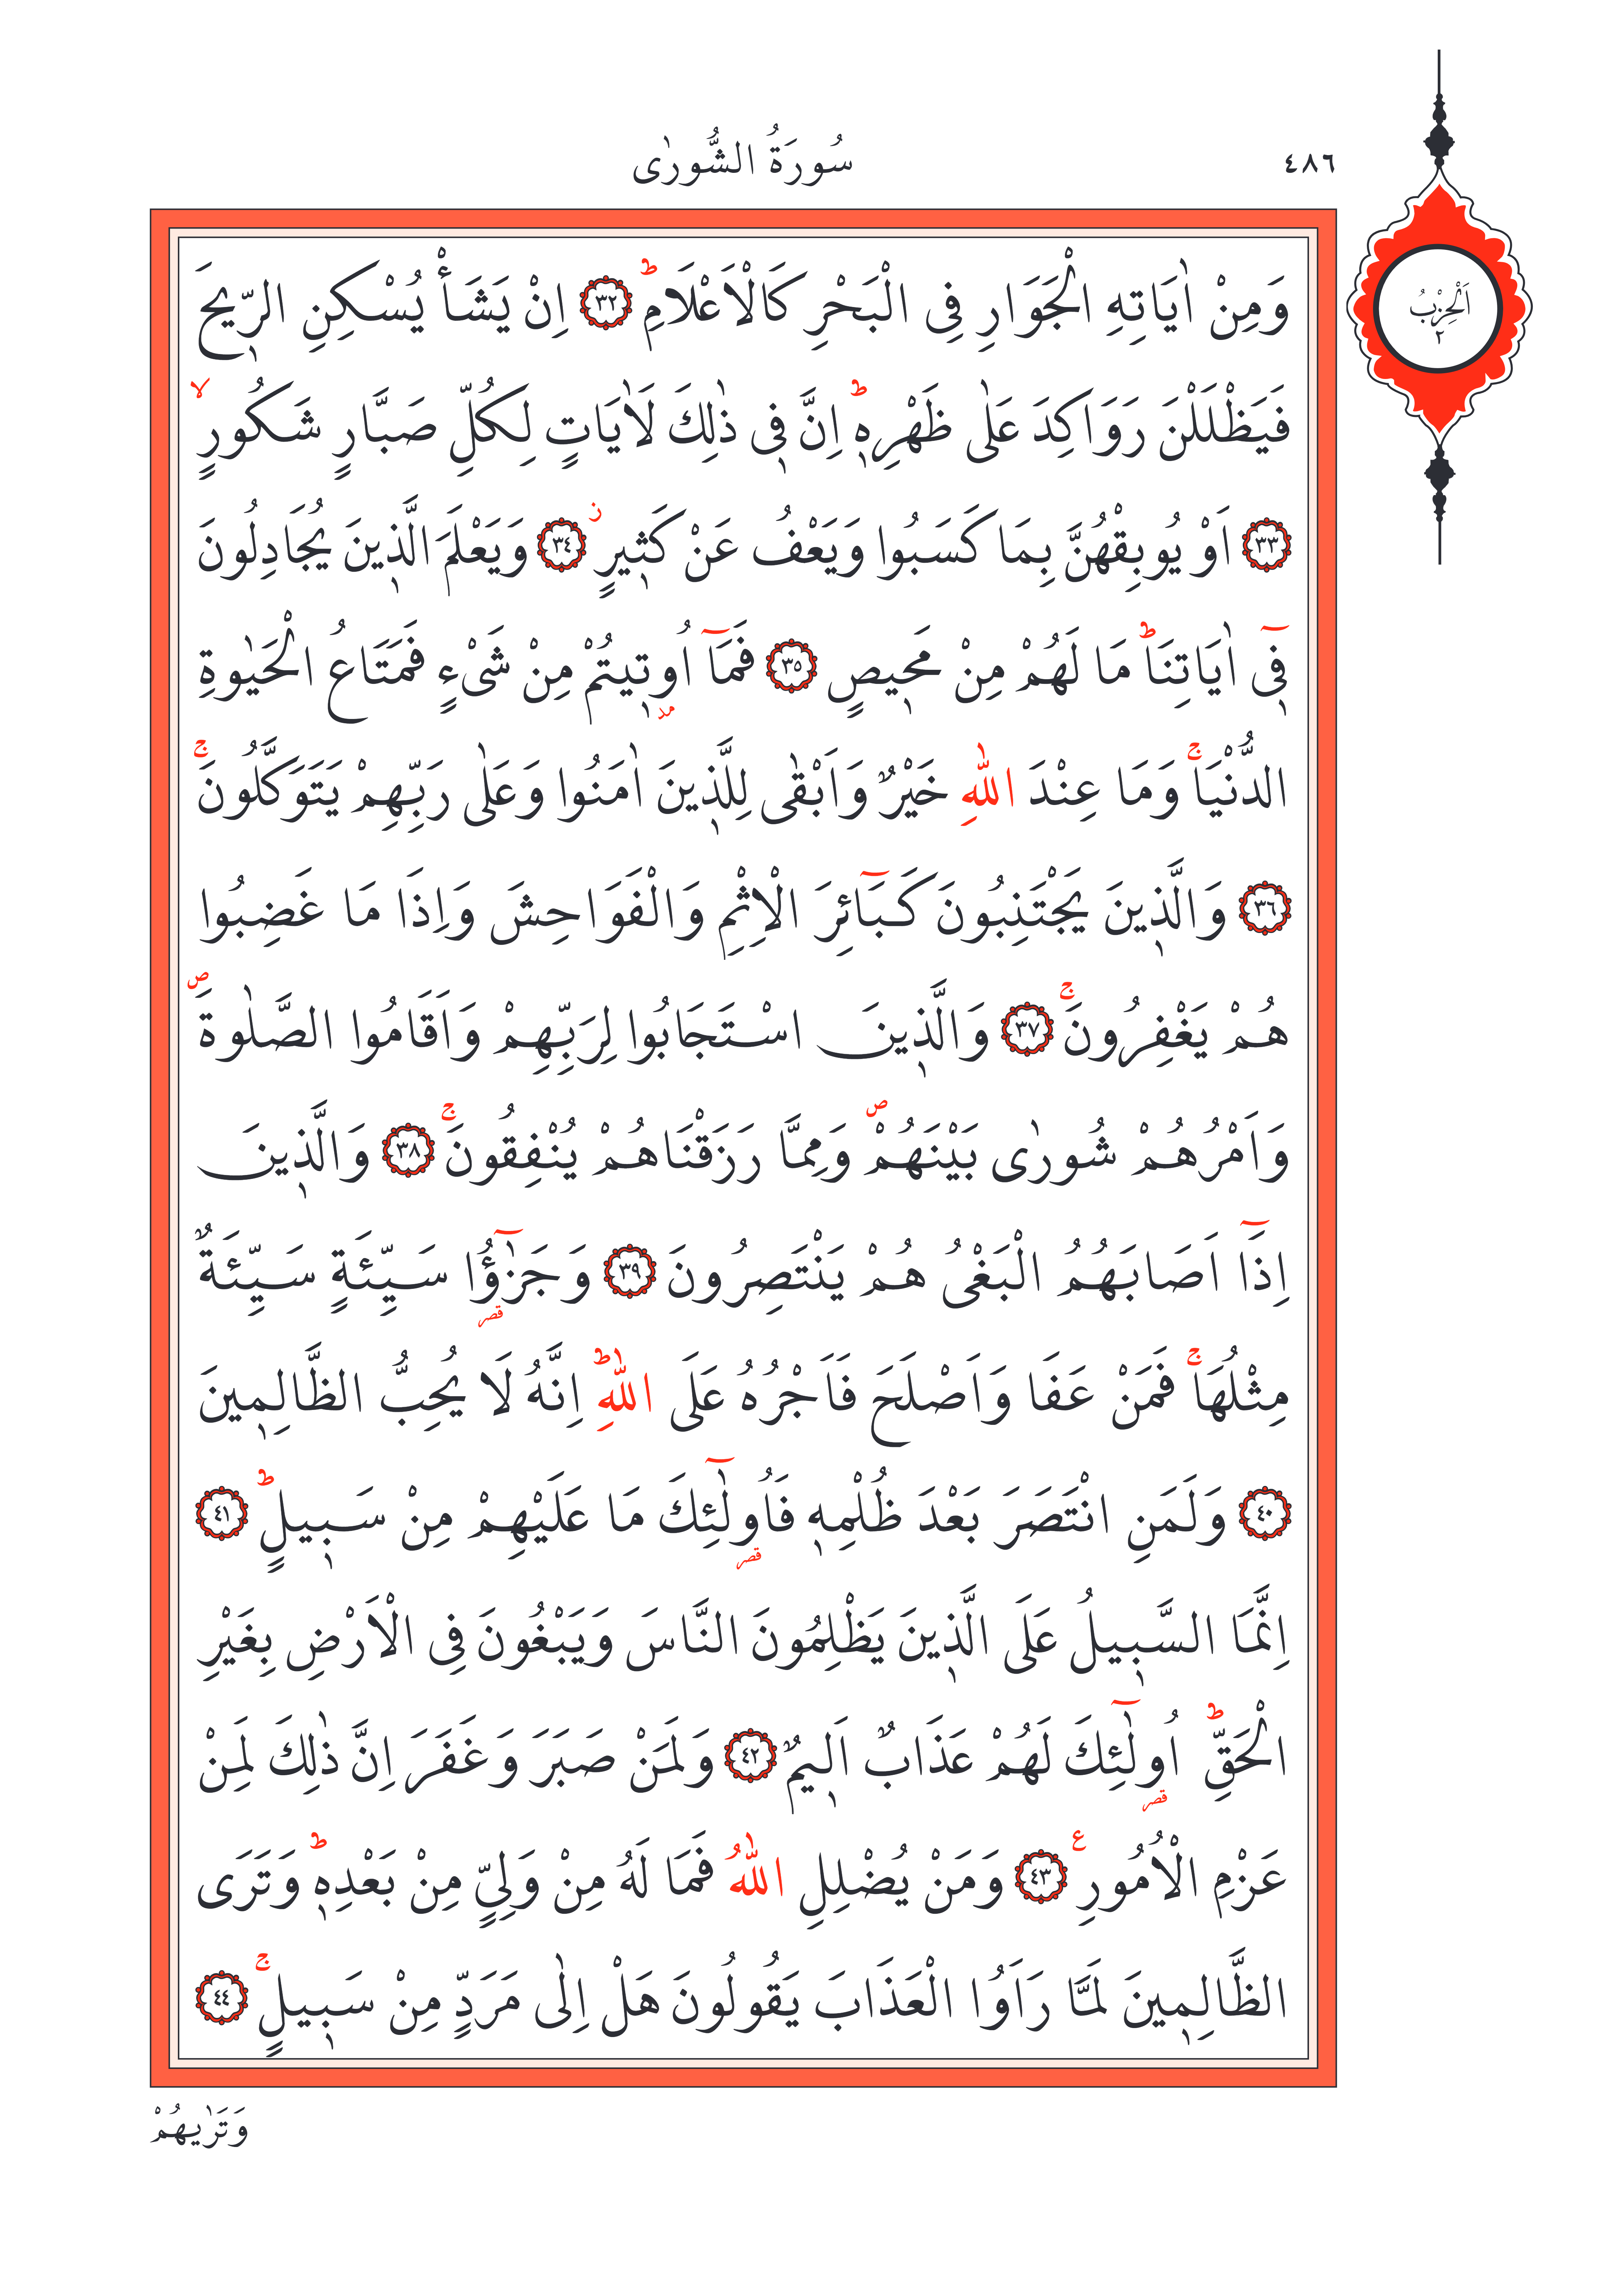 ٤٨٦
سُورَةُ الشُّورٰى
اَلْحِزْبُ
٢
وَمِنْ اٰيَاتِهِ الْجَوَارِ فِى الْبَحْرِ كَالْاَعْلَامِۜ ﴿٣٢﴾ اِنْ يَشَأْ يُسْكِنِ الرّ۪يحَ
فَيَظْلَلْنَ رَوَاكِدَ عَلٰى ظَهْرِه۪ۜ اِنَّ ف۪ى ذٰلِكَ لَاٰيَاتٍ لِكُلِّ صَبَّارٍ شَكُورٍۙ
﴿٣٣﴾ اَوْ يُوبِقْهُنَّ بِمَا كَسَبُوا وَيَعْفُ عَنْ كَث۪يرٍۘ ﴿٣٤﴾ وَيَعْلَمَ الَّذ۪ينَ يُجَادِلُونَ
ف۪ٓى اٰيَاتِنَاۜ مَا لَهُمْ مِنْ مَح۪يصٍ ﴿٣٥﴾ فَمَٓا اُو۫ت۪يتُمْ مِنْ شَىْءٍ فَمَتَاعُ الْحَيٰوةِ
الدُّنْيَاۚ وَمَا عِنْدَ اللّٰهِ خَيْرٌ وَاَبْقٰى لِلَّذ۪ينَ اٰمَنُوا وَعَلٰى رَبِّهِمْ يَتَوَكَّلُونَۚ
﴿٣٦﴾ وَالَّذ۪ينَ يَجْتَنِبُونَ كَبَٓائِرَ الْاِثْمِ وَالْفَوَاحِشَ وَاِذَا مَا غَضِبُوا
هُمْ يَغْفِرُونَۚ ﴿٣٧﴾ وَالَّذ۪ينَ اسْتَجَابُوا لِرَبِّهِمْ وَاَقَامُوا الصَّلٰوةَۖ
وَاَمْرُهُمْ شُورٰى بَيْنَهُمْۖ وَمِمَّا رَزَقْنَاهُمْ يُنْفِقُونَۚ ﴿٣٨﴾ وَالَّذ۪ينَ
اِذَٓا اَصَابَهُمُ الْبَغْىُ هُمْ يَنْتَصِرُونَ ﴿٣٩﴾ وَجَزٰٓؤُ۬ا سَيِّئَةٍ سَيِّئَةٌ
مِثْلُهَاۚ فَمَنْ عَفَا وَاَصْلَحَ فَاَجْرُهُ عَلَى اللّٰهِۜ اِنَّهُ لَا يُحِبُّ الظَّالِم۪ينَ
﴿٤٠﴾ وَلَمَنِ انْتَصَرَ بَعْدَ ظُلْمِه۪ فَاُو۬لٰٓئِكَ مَا عَلَيْهِمْ مِنْ سَب۪يلٍۜ ﴿٤١﴾
اِنَّمَا السَّب۪يلُ عَلَى الَّذ۪ينَ يَظْلِمُونَ النَّاسَ وَيَبْغُونَ فِى الْاَرْضِ بِغَيْرِ
الْحَقِّۜ اُو۬لٰٓئِكَ لَهُمْ عَذَابٌ اَل۪يمٌ ﴿٤٢﴾ وَلَمَنْ صَبَرَ وَغَفَرَ اِنَّ ذٰلِكَ لَمِنْ
عَزْمِ الْاُمُورِ۟ ﴿٤٣﴾ وَمَنْ يُضْلِلِ اللّٰهُ فَمَا لَهُ مِنْ وَلِيٍّ مِنْ بَعْدِه۪ۜ وَتَرَى
الظَّالِم۪ينَ لَمَّا رَاَوُا الْعَذَابَ يَقُولُونَ هَلْ اِلٰى مَرَدٍّ مِنْ سَب۪يلٍۚ ﴿٤٤﴾
وَتَرٰيهُمْ